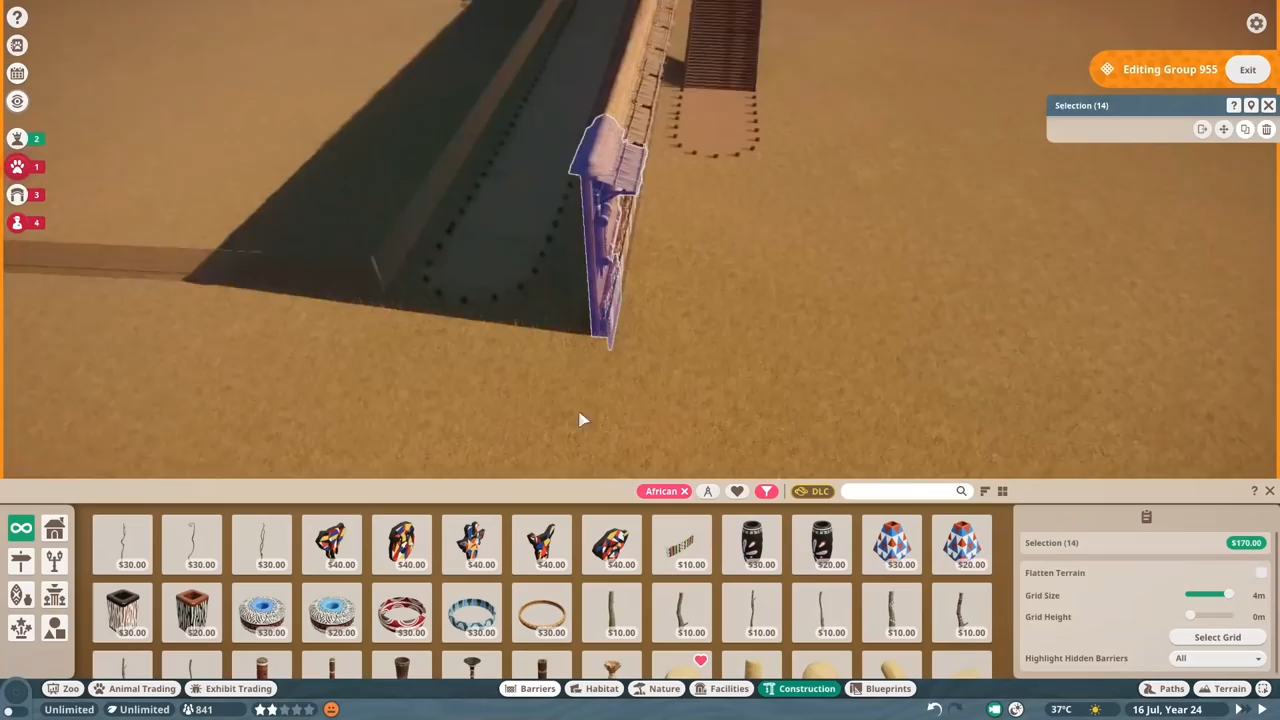 Editing Group 955
Exit
Selection (14)
?
2
1
3
4
African
DLC
?
$30.00 $30.00 $30.00 $40.00 $40.00 $40.00 $40.00 $40.00 $10.00 $30.00 $20.00 $30.00 $20.00
$30.00 $20.00 $30.00 $20.00 $30.00 $30.00 $30.00 $10.00 $10.00 $10.00 $10.00 $10.00 $10.00
Selection (14) $170.00
Flatten Terrain
Grid Size 4m
Grid Height 0m
Select Grid
Highlight Hidden Barriers All
Zoo Animal Trading Exhibit Trading Barriers Habitat Nature Facilities Construction Blueprints Paths Terrain
Unlimited Unlimited 841 37°C 16 Jul, Year 24